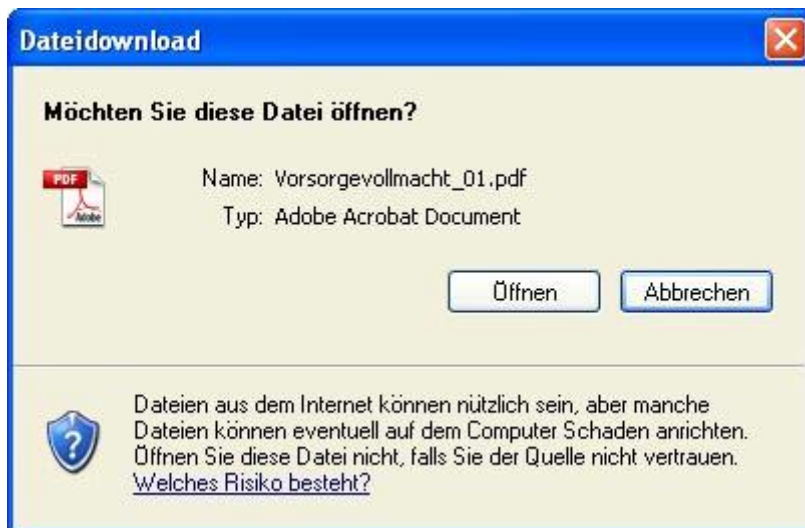 Dateidownload
Möchten Sie diese Datei öffnen?
PDF
Adobe
Name: Vorsorgevollmacht_01.pdf
Typ: Adobe Acrobat Document
Öffnen Abbrechen
Dateien aus dem Internet können nützlich sein, aber manche
Dateien können eventuell auf dem Computer Schaden anrichten.
Öffnen Sie diese Datei nicht, falls Sie der Quelle nicht vertrauen.
Welches Risiko besteht?